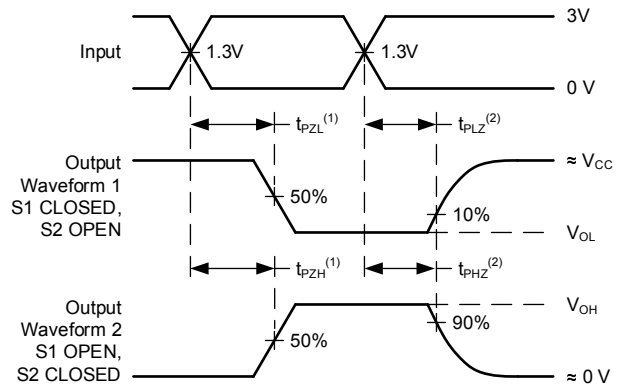 3V
Input
1.3V
1.3V
0 V
tPZL(1)
tPLZ(2)
Output
Waveform 1
S1 CLOSED,
S2 OPEN
≈ VCC
50%
10%
VOL
tPZH(1)
tPHZ(2)
Output
Waveform 2
S1 OPEN,
S2 CLOSED
VOH
50%
90%
≈ 0 V